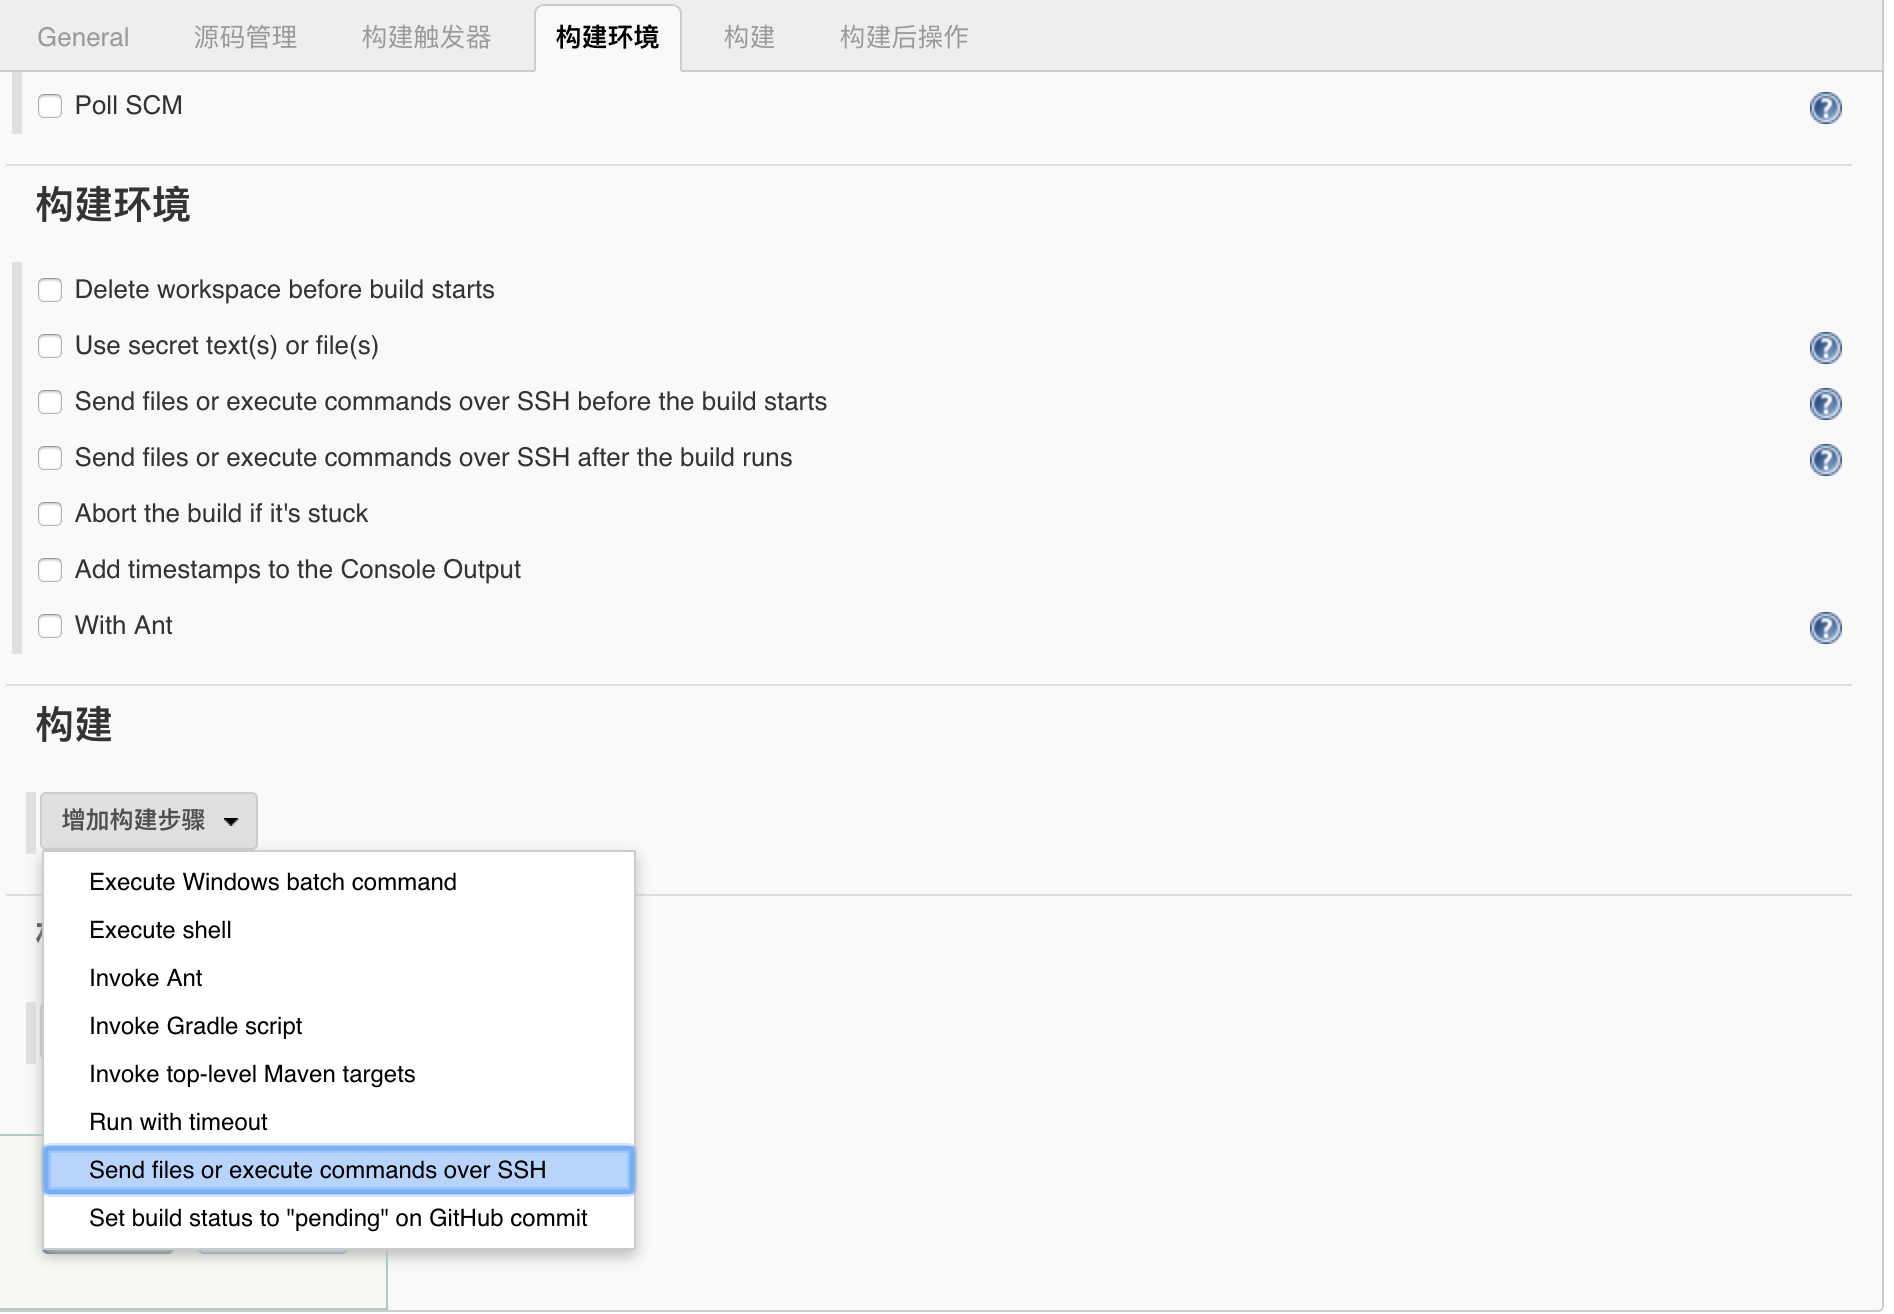 General 源码管理 构建触发器 构建环境 构建 构建后操作
Poll SCM
构建环境
Delete workspace before build starts
Use secret text(s) or file(s)
Send files or execute commands over SSH before the build starts
Send files or execute commands over SSH after the build runs
Abort the build if it's stuck
Add timestamps to the Console Output
With Ant
构建
增加构建步骤
Execute Windows batch command
Execute shell
Invoke Ant
Invoke Gradle script
Invoke top-level Maven targets
Run with timeout
Send files or execute commands over SSH
Set build status to "pending" on GitHub commit